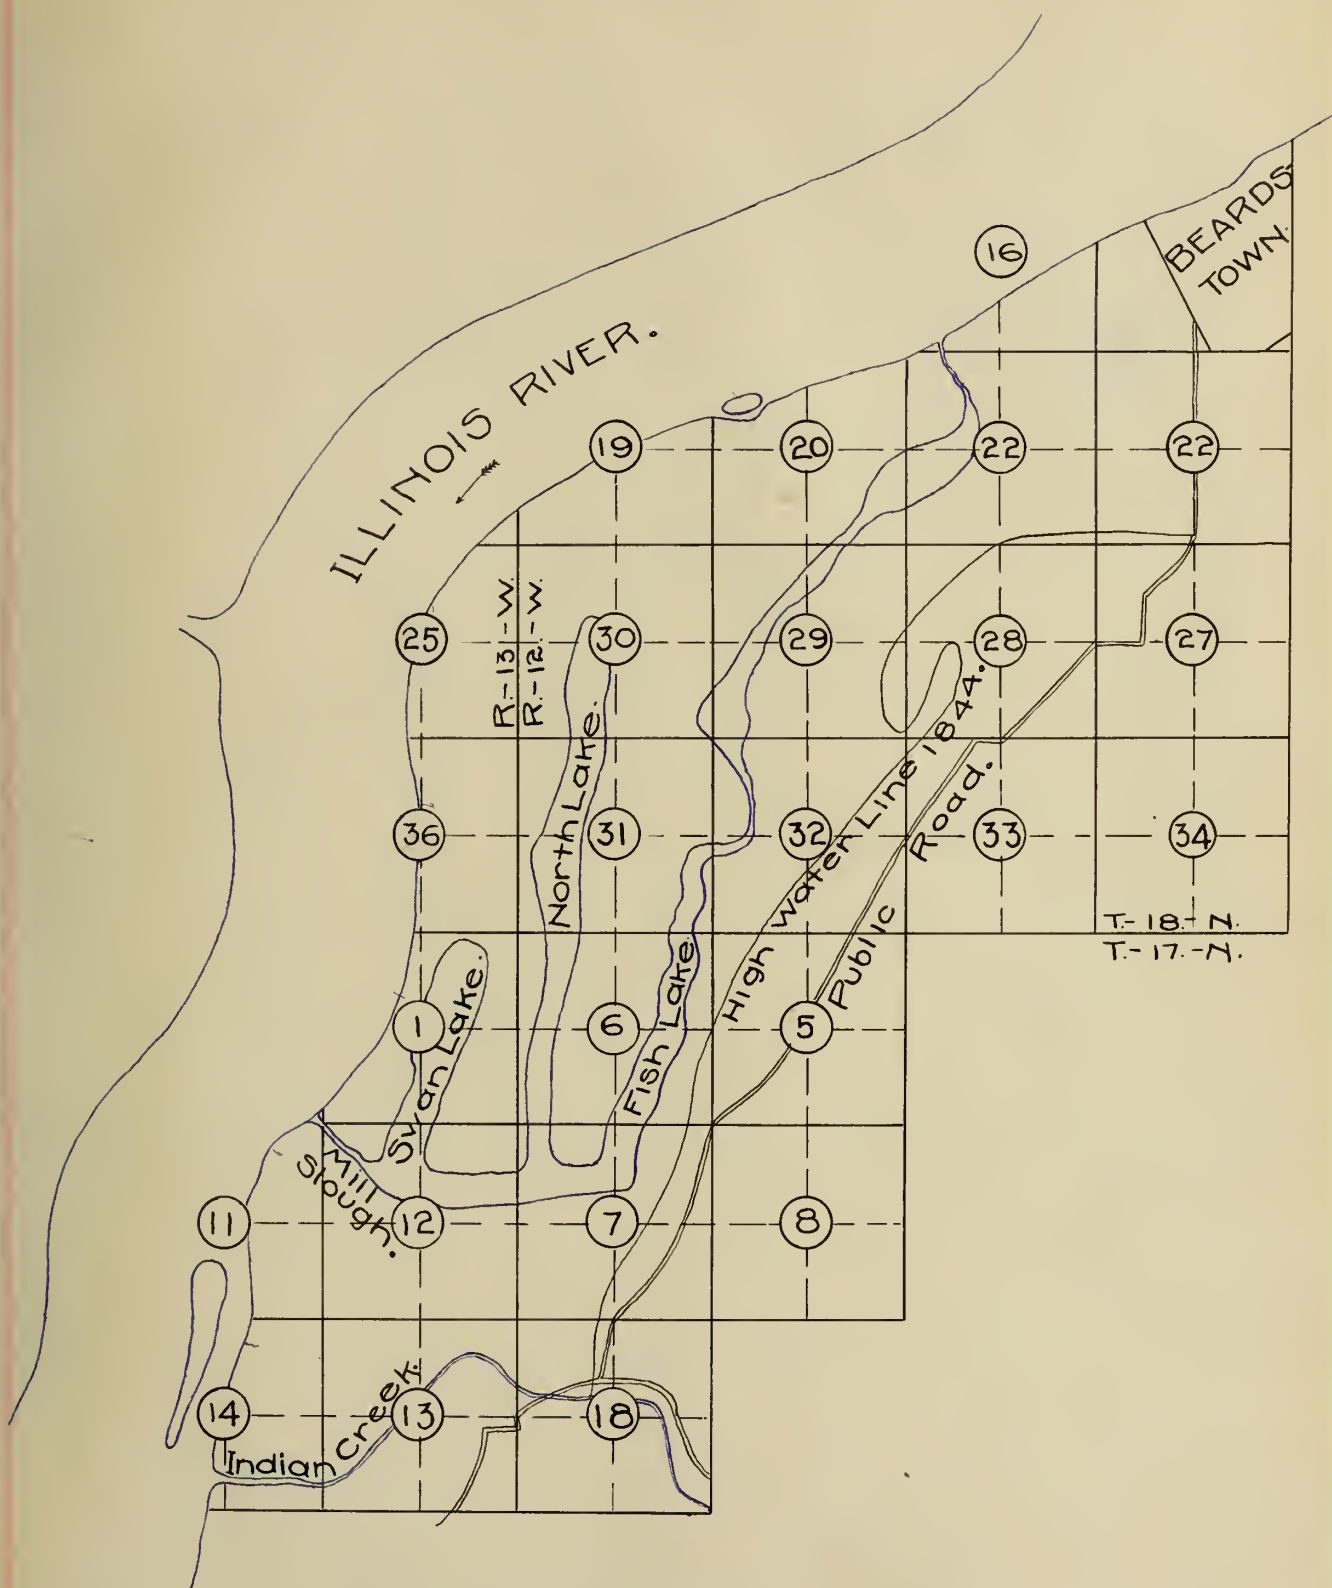 BEARDS-
TOWN.
16
ILLINOIS RIVER.
19
20
22
22
25
R.-13-W.
R.-12.-W.
30
29
28
27
North Lake.
High Water Line 1844.
Public Road.
36
31
32
33
34
T.-18.-N.
T.-17.-N.
Swan Lake.
Fish Lake.
1
6
5
Mill
Slough.
11
12
7
8
Indian Creek.
14
13
18